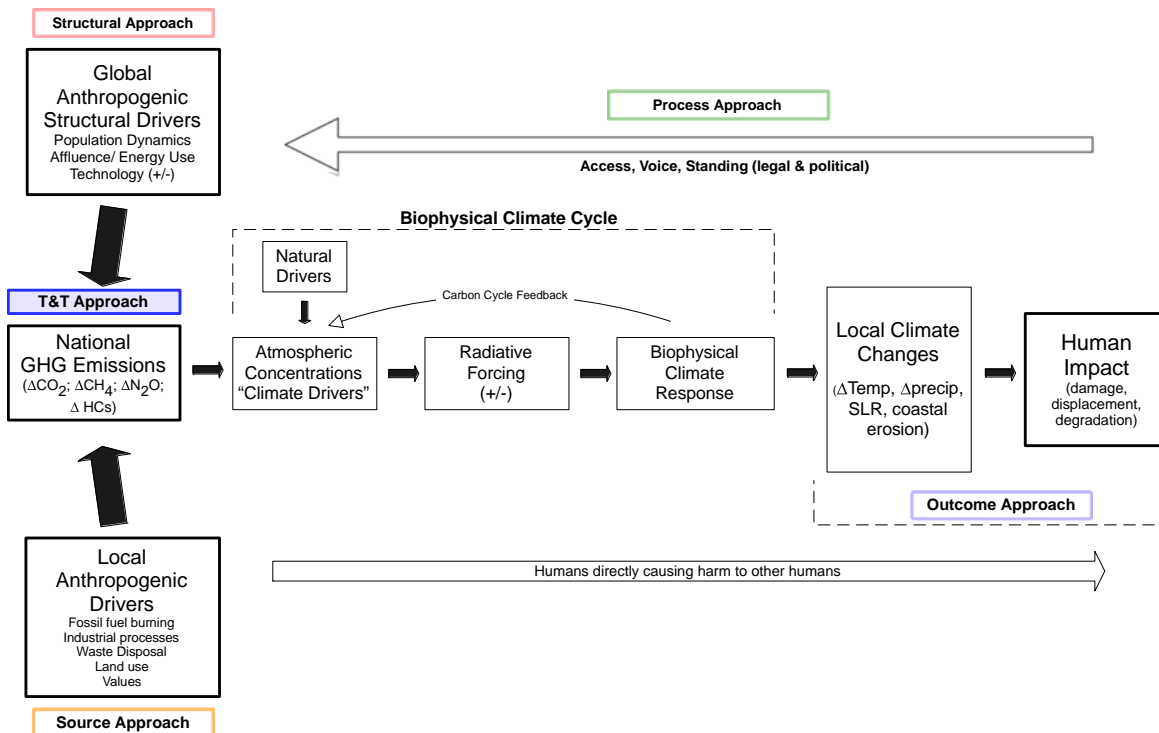 Structural Approach
Global
Anthropogenic
Structural Drivers
Population Dynamics
Affluence/ Energy Use
Technology (+/-)
Process Approach
Access, Voice, Standing (legal & political)
Biophysical Climate Cycle
Natural
Drivers
Carbon Cycle Feedback
T&T Approach
National
GHG Emissions
(ΔCO2; ΔCH4; ΔN2O;
Δ HCs)
Atmospheric
Concentrations
“Climate Drivers”
Radiative
Forcing
(+/-)
Biophysical
Climate
Response
Local Climate
Changes
(ΔTemp, Δprecip,
SLR, coastal
erosion)
Human
Impact
(damage,
displacement,
degradation)
Outcome Approach
Local
Anthropogenic
Drivers
Fossil fuel burning
Industrial processes
Waste Disposal
Land use
Values
Humans directly causing harm to other humans
Source Approach